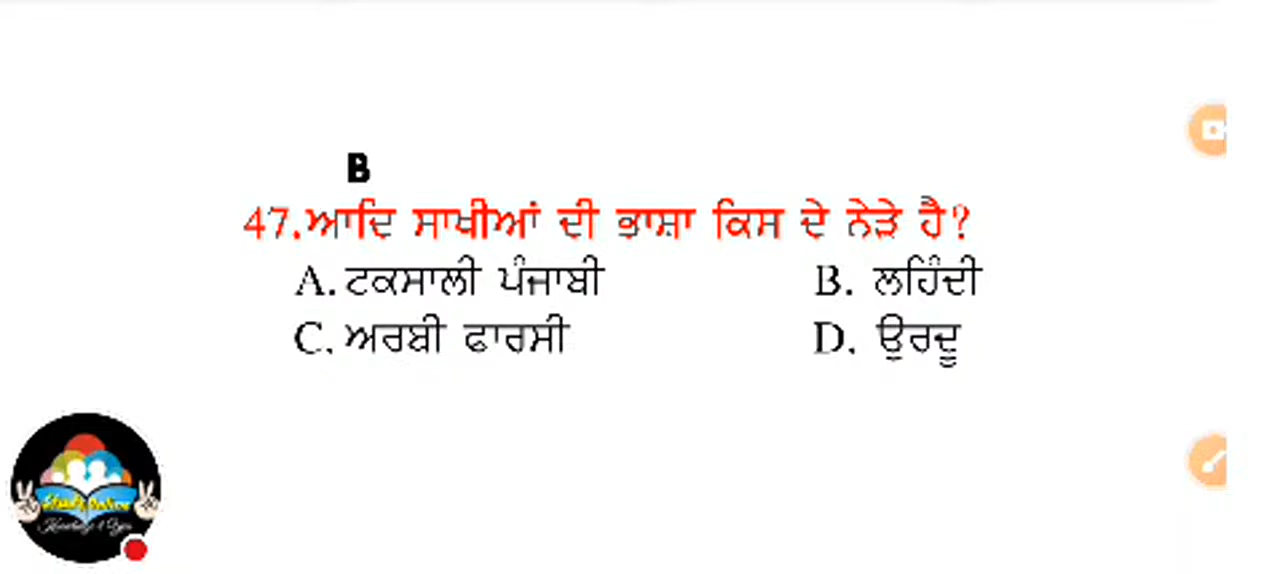 B
47.ਆਦਿ ਸਾਖੀਆਂ ਦੀ ਭਾਸ਼ਾ ਕਿਸ ਦੇ ਨੇੜੇ ਹੈ?
A. ਟਕਸਾਲੀ ਪੰਜਾਬੀ B. ਲਹਿੰਦੀ
C. ਅਰਬੀ ਫਾਰਸੀ D. ਉਰਦੂ